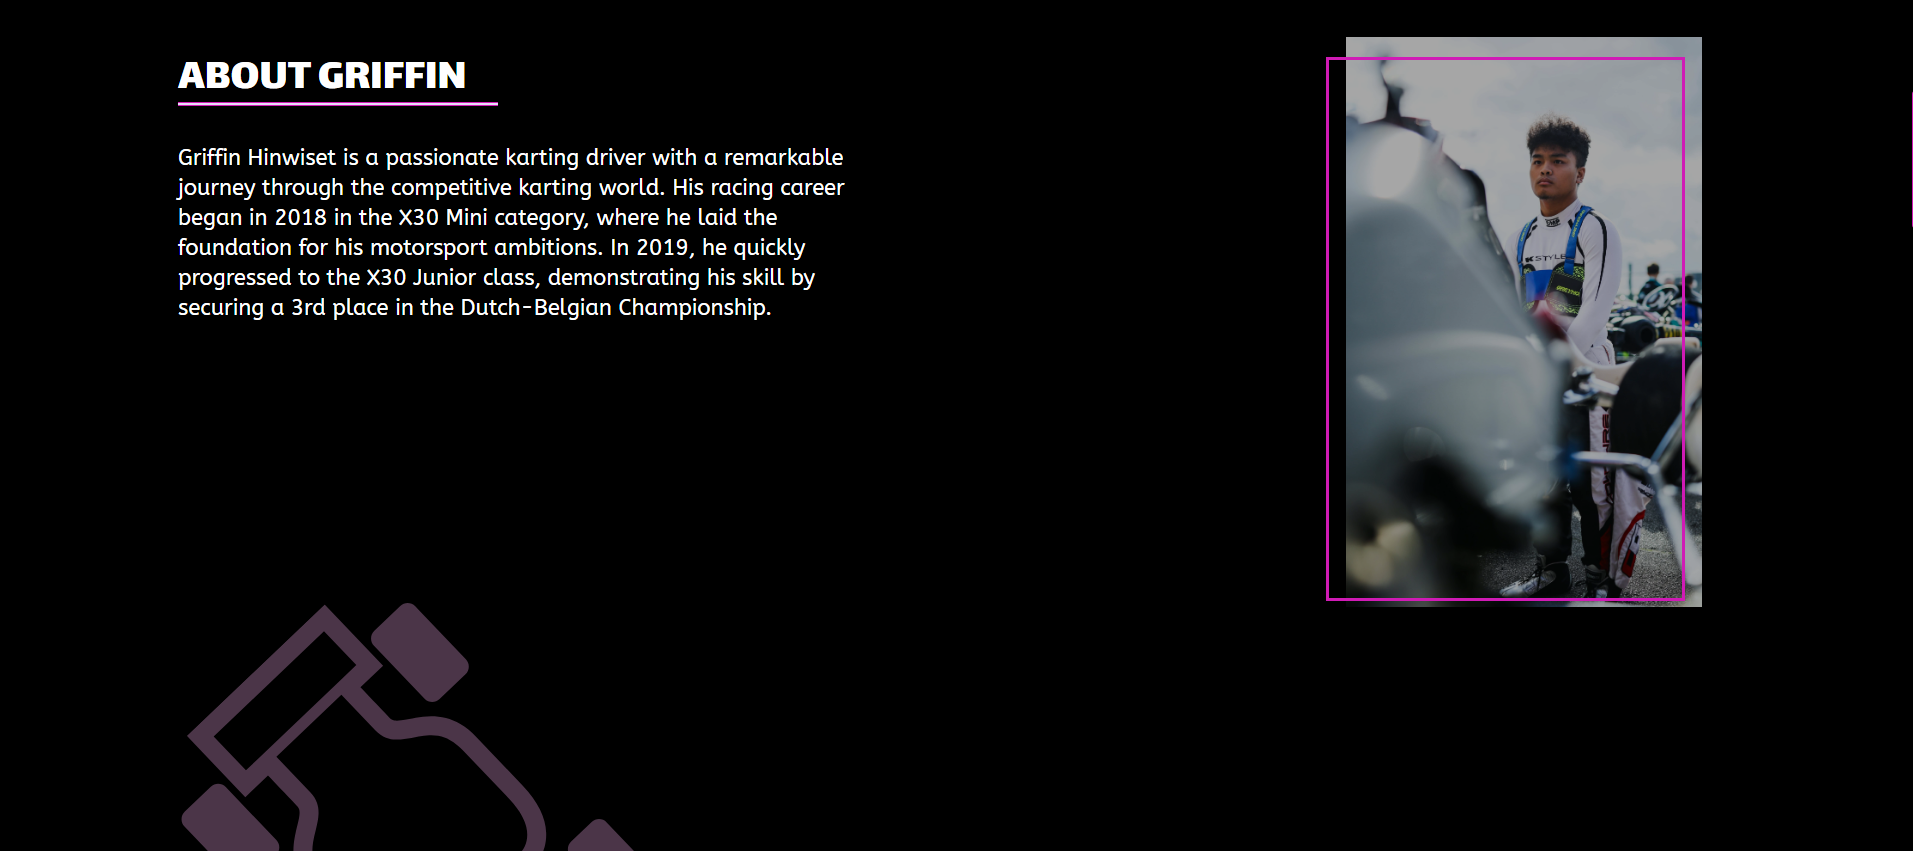 ABOUT GRIFFIN
Griffin Hinwiset is a passionate karting driver with a remarkable
journey through the competitive karting world. His racing career
began in 2018 in the X30 Mini category, where he laid the
foundation for his motorsport ambitions. In 2019, he quickly
progressed to the X30 Junior class, demonstrating his skill by
securing a 3rd place in the Dutch-Belgian Championship.
K STYLE